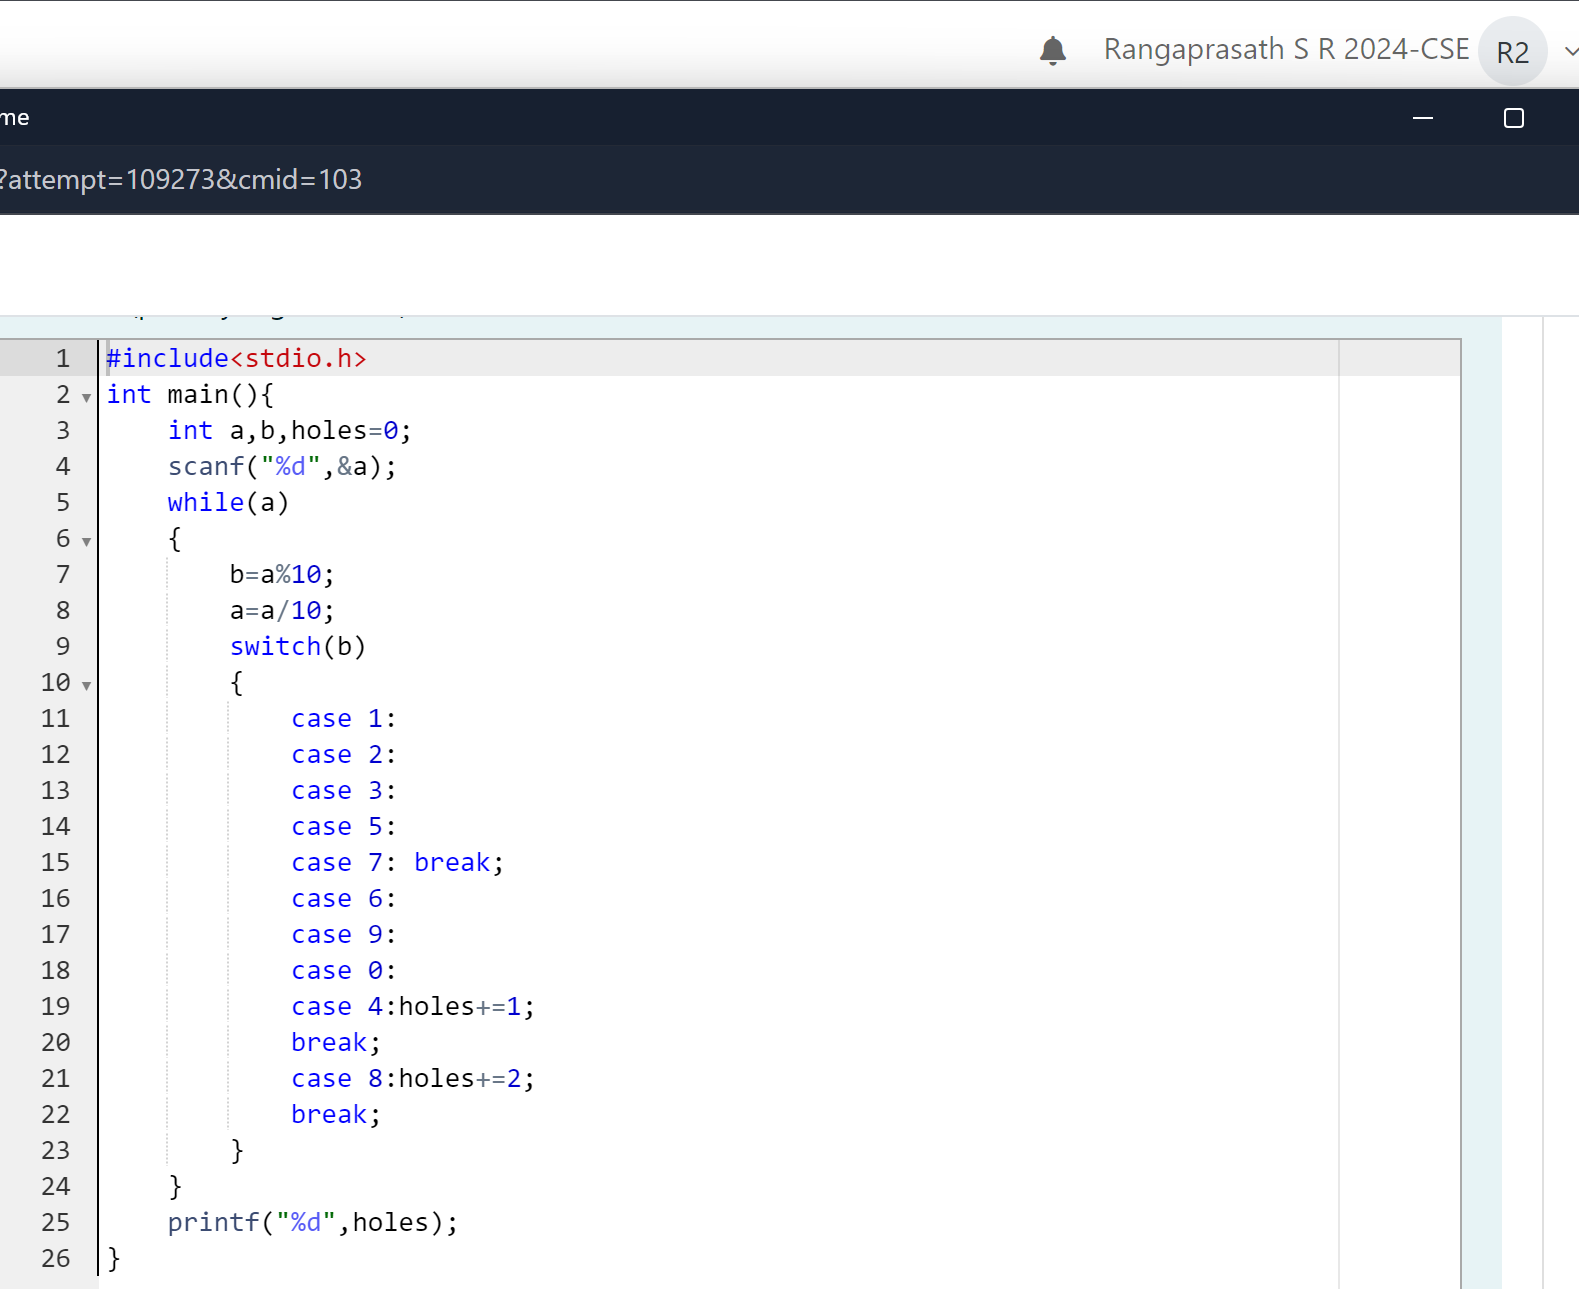 Rangaprasath S R 2024-CSE R2
me
?attempt=109273&cmid=103
1 #include<stdio.h>
2 int main(){
3 int a,b,holes=0;
4 scanf("%d",&a);
5 while(a)
6 {
7 b=a%10;
8 a=a/10;
9 switch(b)
10 {
11 case 1:
12 case 2:
13 case 3:
14 case 5:
15 case 7: break;
16 case 6:
17 case 9:
18 case 0:
19 case 4:holes+=1;
20 break;
21 case 8:holes+=2;
22 break;
23 }
24 }
25 printf("%d",holes);
26 }